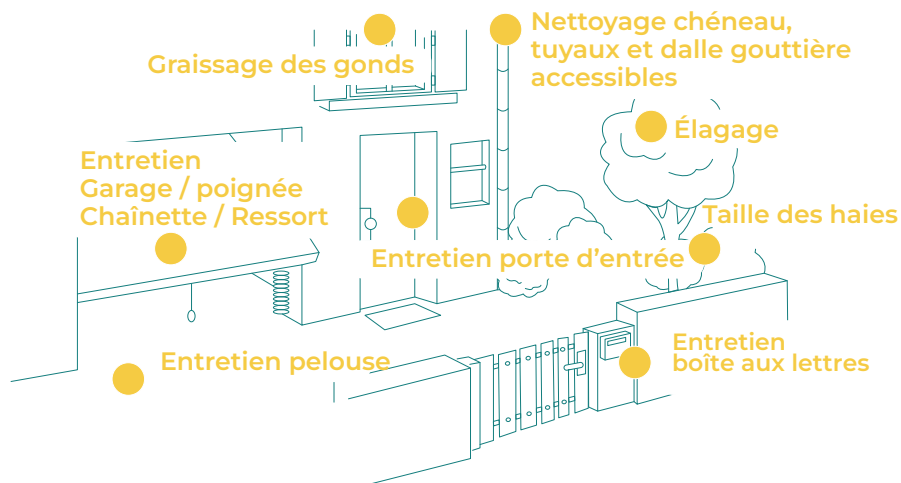 Nettoyage chéneau,
tuyaux et dalle gouttière
accessibles
Graissage des gonds
Élagage
Entretien
Garage / poignée
Chaînette / Ressort
Taille des haies
Entretien porte d'entrée
Entretien
boîte aux lettres
Entretien pelouse